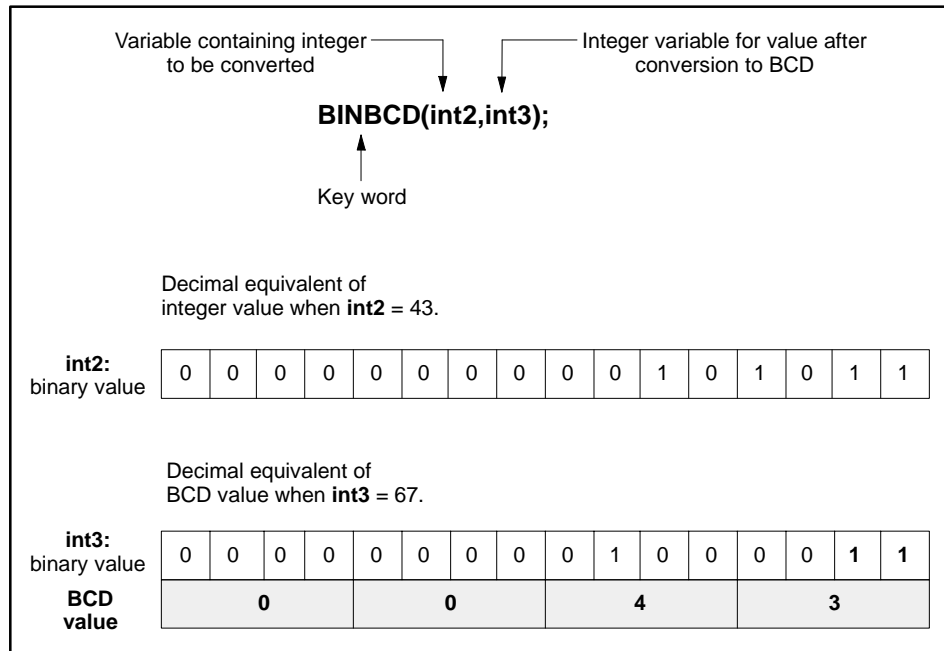 Variable containing integer
to be converted
Integer variable for value after
conversion to BCD
BINBCD(int2,int3);
Key word
Decimal equivalent of
integer value when int2 = 43.
int2:
binary value
0 0 0 0 0 0 0 0 0 0 1 0 1 0 1 1
Decimal equivalent of
BCD value when int3 = 67.
int3:
binary value
0 0 0 0 0 0 0 0 0 1 0 0 0 0 1 1
BCD
value
0 0 4 3